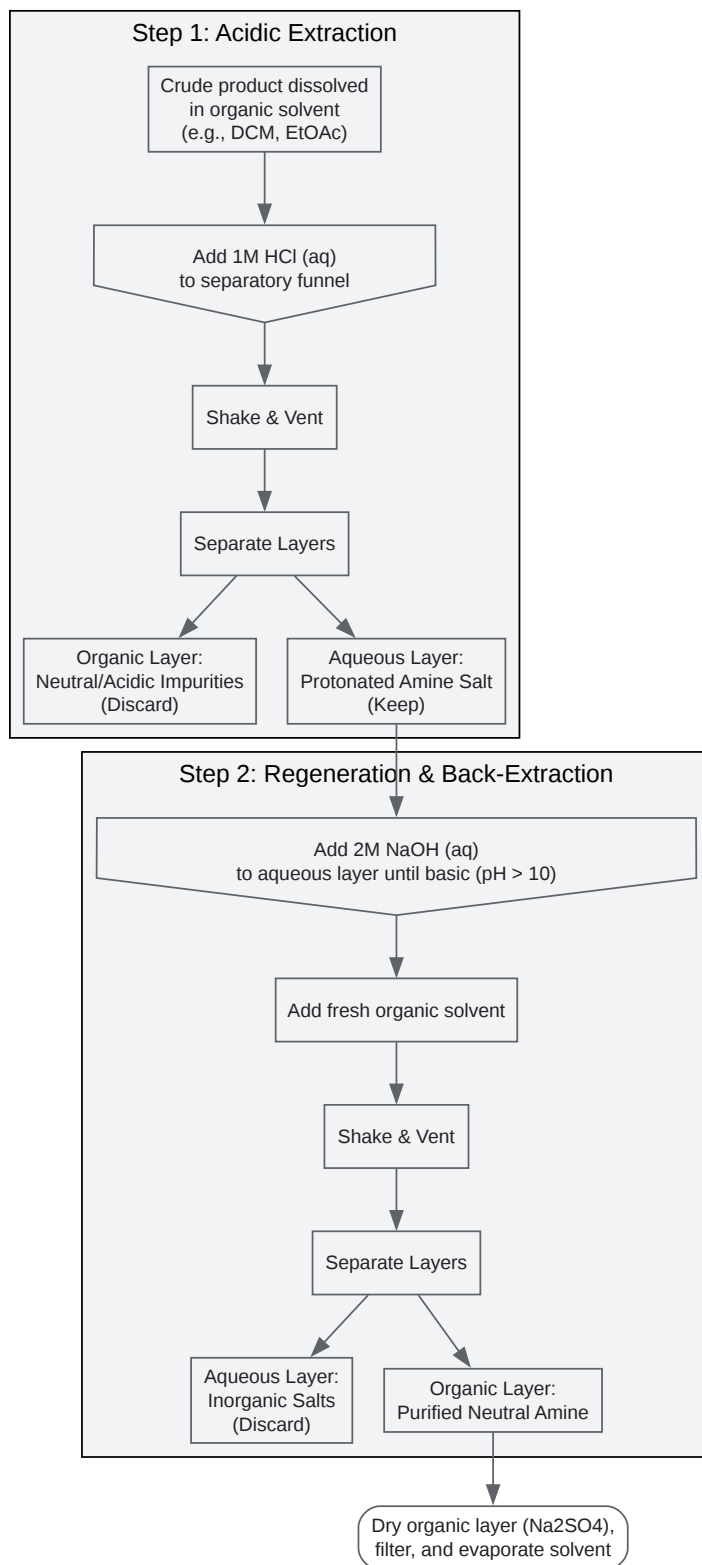 Step 1: Acidic Extraction
Crude product dissolved
in organic solvent
(e.g., DCM, EtOAc)
Add 1M HCl (aq)
to separatory funnel
Shake & Vent
Separate Layers
Organic Layer:
Neutral/Acidic Impurities
(Discard)
Aqueous Layer:
Protonated Amine Salt
(Keep)
Step 2: Regeneration & Back-Extraction
Add 2M NaOH (aq)
to aqueous layer until basic (pH > 10)
Add fresh organic solvent
Shake & Vent
Separate Layers
Aqueous Layer:
Inorganic Salts
(Discard)
Organic Layer:
Purified Neutral Amine
Dry organic layer (Na2SO4),
filter, and evaporate solvent